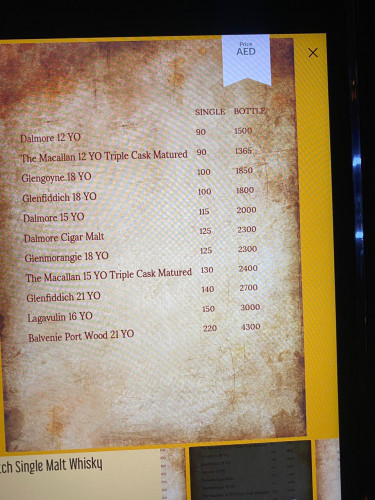 Price
AED
SINGLE BOTTLE
Dalmore 12 YO 90 1500
The Macallan 12 YO Triple Cask Matured 90 1365
Glengoyne 18 YO 100 1850
Glenfiddich 18 YO 100 1800
Dalmore 15 YO 115 2000
Dalmore Cigar Malt 125 2300
Glenmorangie 18 YO 125 2300
The Macallan 15 YO Triple Cask Matured 130 2400
Glenfiddich 21 YO 140 2700
Lagavulin 16 YO 150 3000
Balvenie Port Wood 21 YO 220 4300
tch Single Malt Whisky